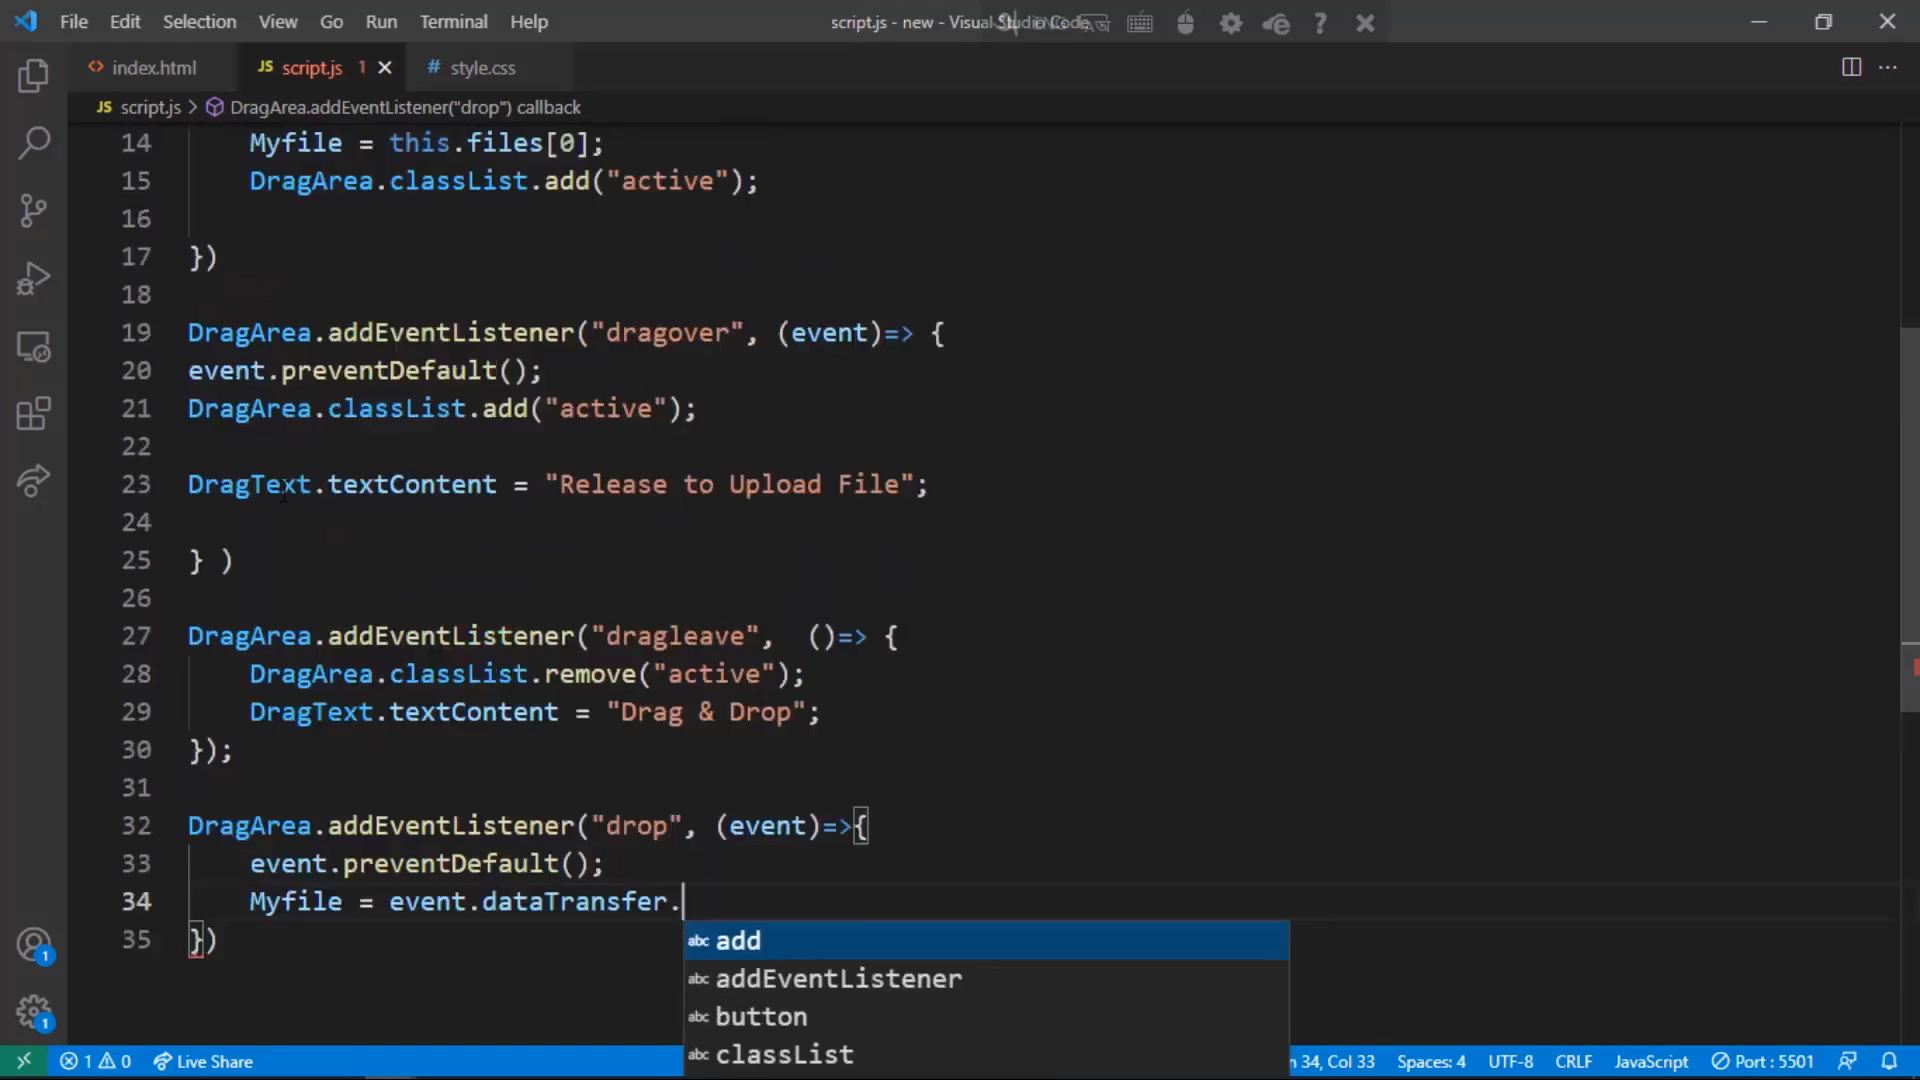 File Edit Selection View Go Run Terminal Help
script.js - new - Visual Studio Code
index.html
JS script.js 1
# style.css
JS script.js > DragArea.addEventListener("drop") callback
14 Myfile = this.files[0];
15 DragArea.classList.add("active");
16
17 })
18
19 DragArea.addEventListener("dragover", (event)=> {
20 event.preventDefault();
21 DragArea.classList.add("active");
22
23 DragText.textContent = "Release to Upload File";
24
25 } )
26
27 DragArea.addEventListener("dragleave",  ()=> {
28 DragArea.classList.remove("active");
29 DragText.textContent = "Drag & Drop";
30 });
31
32 DragArea.addEventListener("drop", (event)=>{
33 event.preventDefault();
34 Myfile = event.dataTransfer.
35 })
abc add
abc addEventListener
abc button
abc classList
1
1
1 0 Live Share
n 34, Col 33 Spaces: 4 UTF-8 CRLF JavaScript Port : 5501